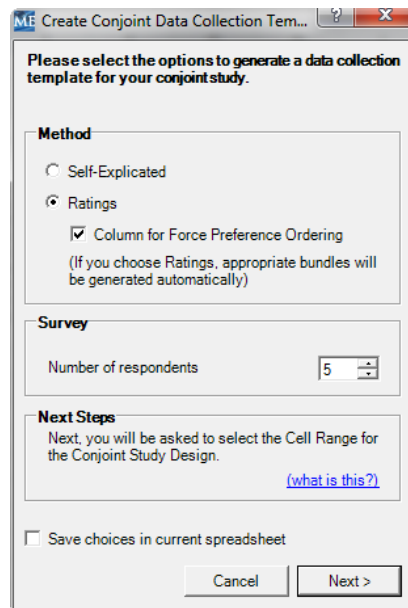 ME Create Conjoint Data Collection Tem... ? X
Please select the options to generate a data collection
template for your conjoint study.
Method
Self-Explicated
Ratings
Column for Force Preference Ordering
(If you choose Ratings, appropriate bundles will
be generated automatically)
Survey
Number of respondents 5
Next Steps
Next, you will be asked to select the Cell Range for
the Conjoint Study Design.
(what is this?)
Save choices in current spreadsheet
Cancel Next >